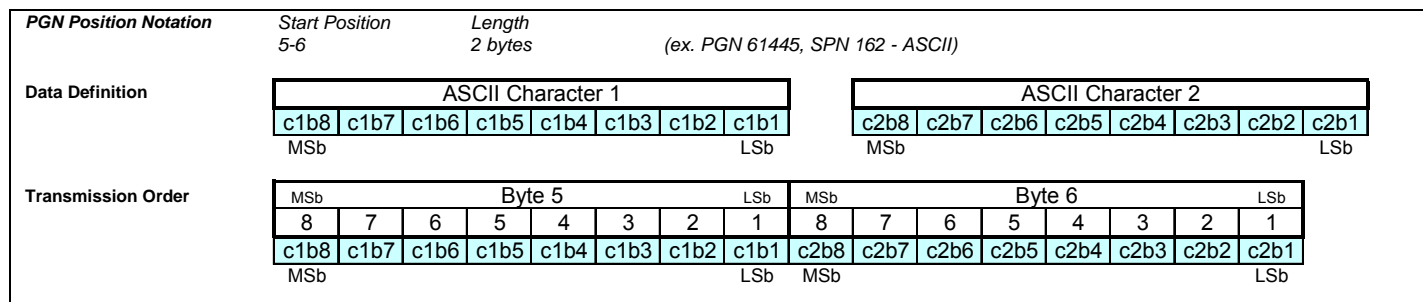 PGN Position Notation Start Position Length
5-6 2 bytes (ex. PGN 61445, SPN 162 - ASCII)
Data Definition ASCII Character 1 ASCII Character 2
c1b8 c1b7 c1b6 c1b5 c1b4 c1b3 c1b2 c1b1 c2b8 c2b7 c2b6 c2b5 c2b4 c2b3 c2b2 c2b1
MSb LSb MSb LSb
Transmission Order MSb Byte 5 LSb MSb Byte 6 LSb
8 7 6 5 4 3 2 1 8 7 6 5 4 3 2 1
c1b8 c1b7 c1b6 c1b5 c1b4 c1b3 c1b2 c1b1 c2b8 c2b7 c2b6 c2b5 c2b4 c2b3 c2b2 c2b1
MSb LSb MSb LSb